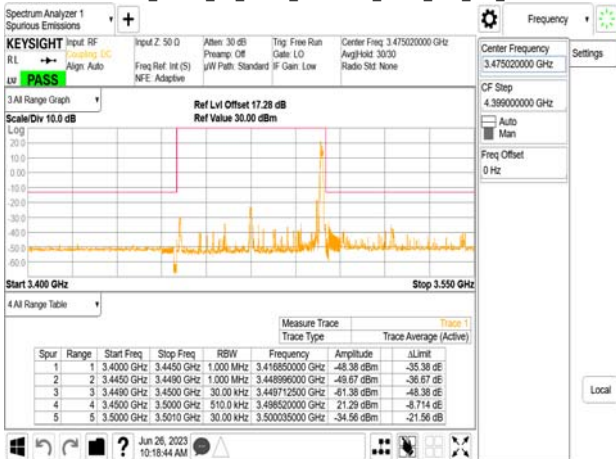 Spectrum Analyzer 1
Spurious Emissions
Frequency
KEYSIGHT Input: RF Input Z: 50 Ω Atten: 30 dB Trig: Free Run Center Freq: 3.475020000 GHz
RL Coupling: DC Preamp: Off Gate: LO Avg|Hold: 30/30
Align: Auto Freq Ref: Int (S) µW Path: Standard IF Gain: Low Radio Std: None
LV PASS NFE: Adaptive
Center Frequency
3.475020000 GHz
Settings
CF Step
4.399000000 GHz
Auto
Man
Freq Offset
0 Hz
3 All Range Graph
Ref Lvl Offset 17.28 dB
Scale/Div 10.0 dB Ref Value 30.00 dBm
Log
20.0
10.0
0.00
-10.0
-20.0
-30.0
-40.0
-50.0
-60.0
Start 3.400 GHz Stop 3.550 GHz
4 All Range Table
Measure Trace Trace 1
Trace Type Trace Average (Active)
Spur Range Start Freq Stop Freq RBW Frequency Amplitude ΔLimit
1 1 3.4000 GHz 3.4450 GHz 1.000 MHz 3.416850000 GHz -48.38 dBm -35.38 dB
2 2 3.4450 GHz 3.4490 GHz 1.000 MHz 3.448996000 GHz -49.67 dBm -36.67 dB
3 3 3.4490 GHz 3.4500 GHz 30.00 kHz 3.449712500 GHz -61.38 dBm -48.38 dB
4 4 3.4500 GHz 3.5000 GHz 510.0 kHz 3.498520000 GHz 21.29 dBm -8.714 dB
5 5 3.5000 GHz 3.5010 GHz 30.00 kHz 3.500035000 GHz -34.56 dBm -21.56 dB
Local
Jun 26, 2023
10:18:44 AM